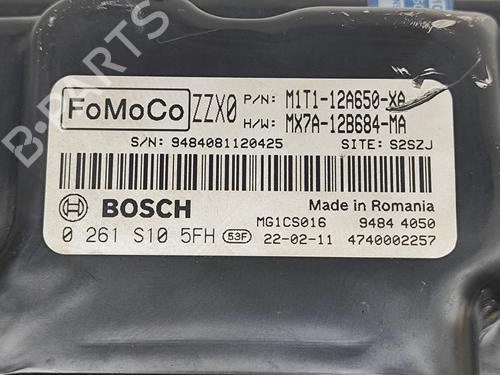 B-PARTS
FoMoCo ZZX0 P/N: M1T1-12A650-XA
H/W: MX7A-12B684-MA
S/N: 9484081120425 SITE: S2SZJ
BOSCH Made in Romania
MG1CS016 9484 4050
0 261 S10 5FH 53F 22-02-11 4740002257